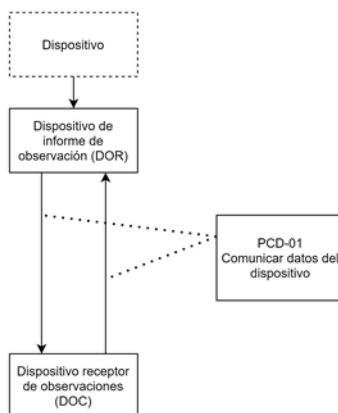 Dispositivo
Dispositivo de
informe de
observación (DOR)
PCD-01
Comunicar datos del
dispositivo
Dispositivo receptor
de observaciones
(DOC)